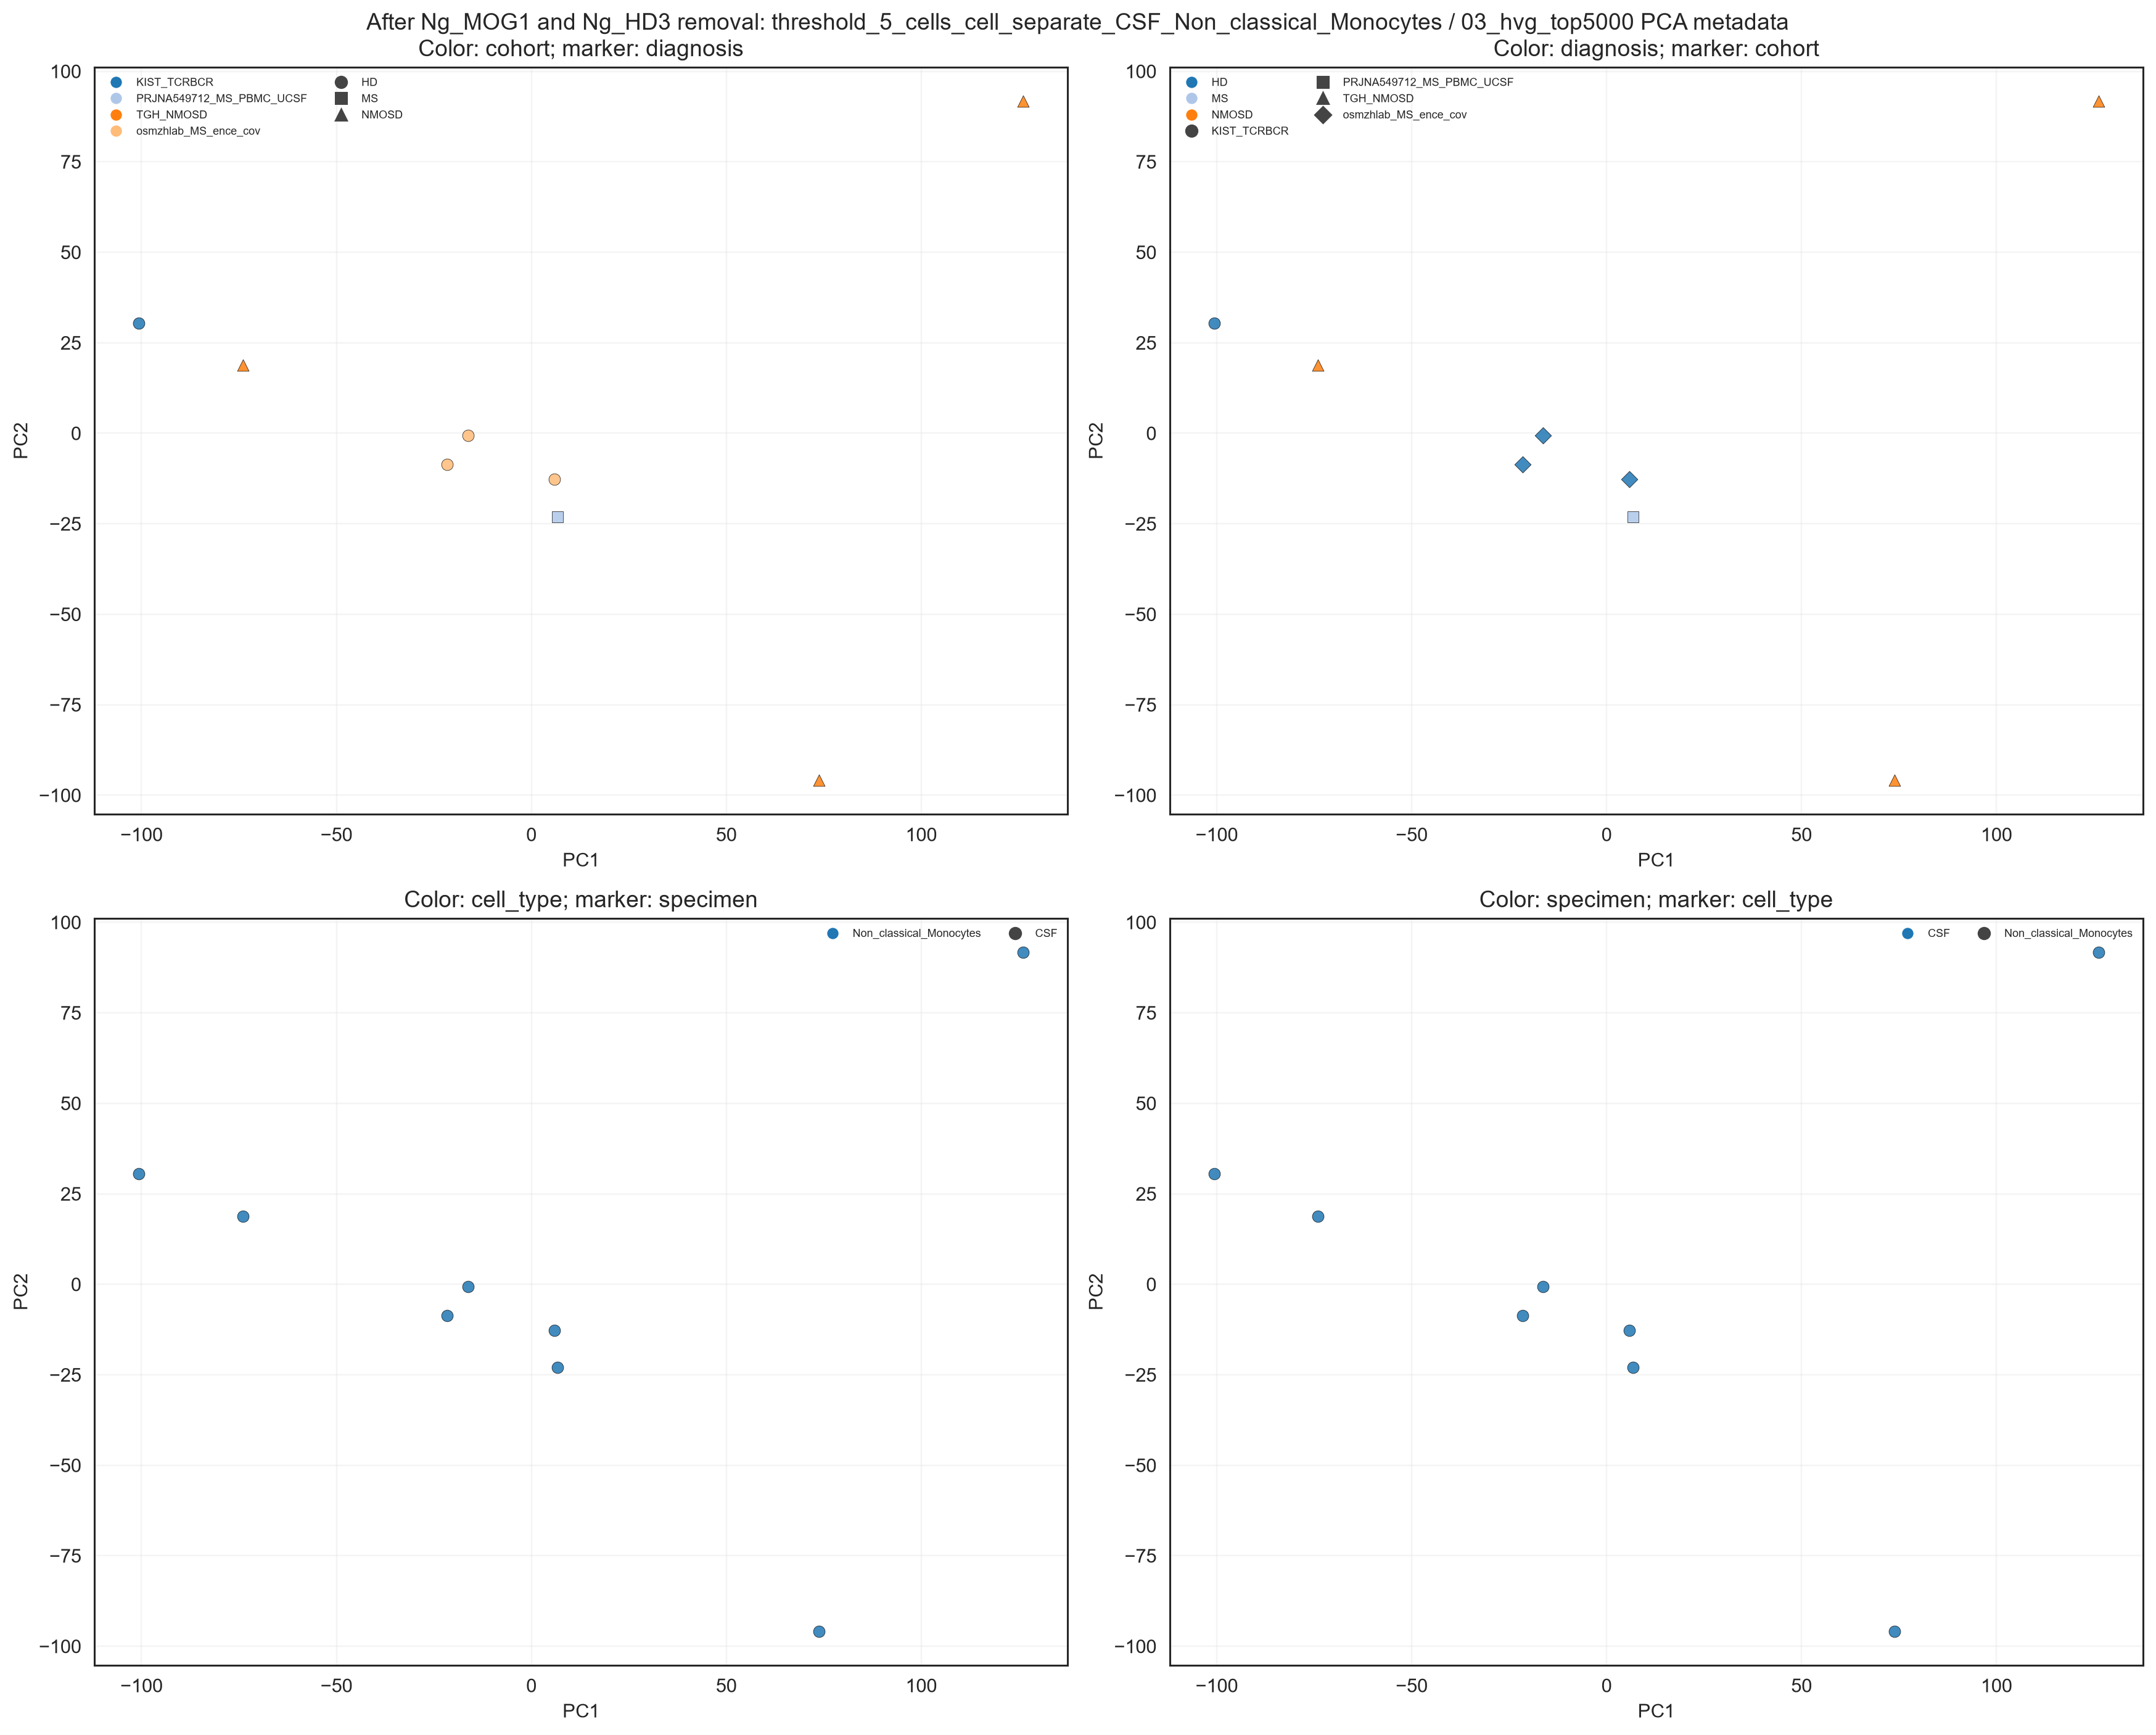 After Ng_MOG1 and Ng_HD3 removal: threshold_5_cells_cell_separate_CSF_Non_classical_Monocytes / 03_hvg_top5000 PCA metadata
Color: cohort; marker: diagnosis
KIST_TCRBCR
PRJNA549712_MS_PBMC_UCSF
TGH_NMOSD
osmzhlab_MS_ence_cov
HD
MS
NMOSD
100
75
50
25
0
−25
−50
−75
−100
PC2
−100
−50
0
50
100
PC1
Color: diagnosis; marker: cohort
HD
MS
NMOSD
KIST_TCRBCR
PRJNA549712_MS_PBMC_UCSF
TGH_NMOSD
osmzhlab_MS_ence_cov
100
75
50
25
0
−25
−50
−75
−100
PC2
−100
−50
0
50
100
PC1
Color: cell_type; marker: specimen
Non_classical_Monocytes
CSF
100
75
50
25
0
−25
−50
−75
−100
PC2
−100
−50
0
50
100
PC1
Color: specimen; marker: cell_type
CSF
Non_classical_Monocytes
100
75
50
25
0
−25
−50
−75
−100
PC2
−100
−50
0
50
100
PC1